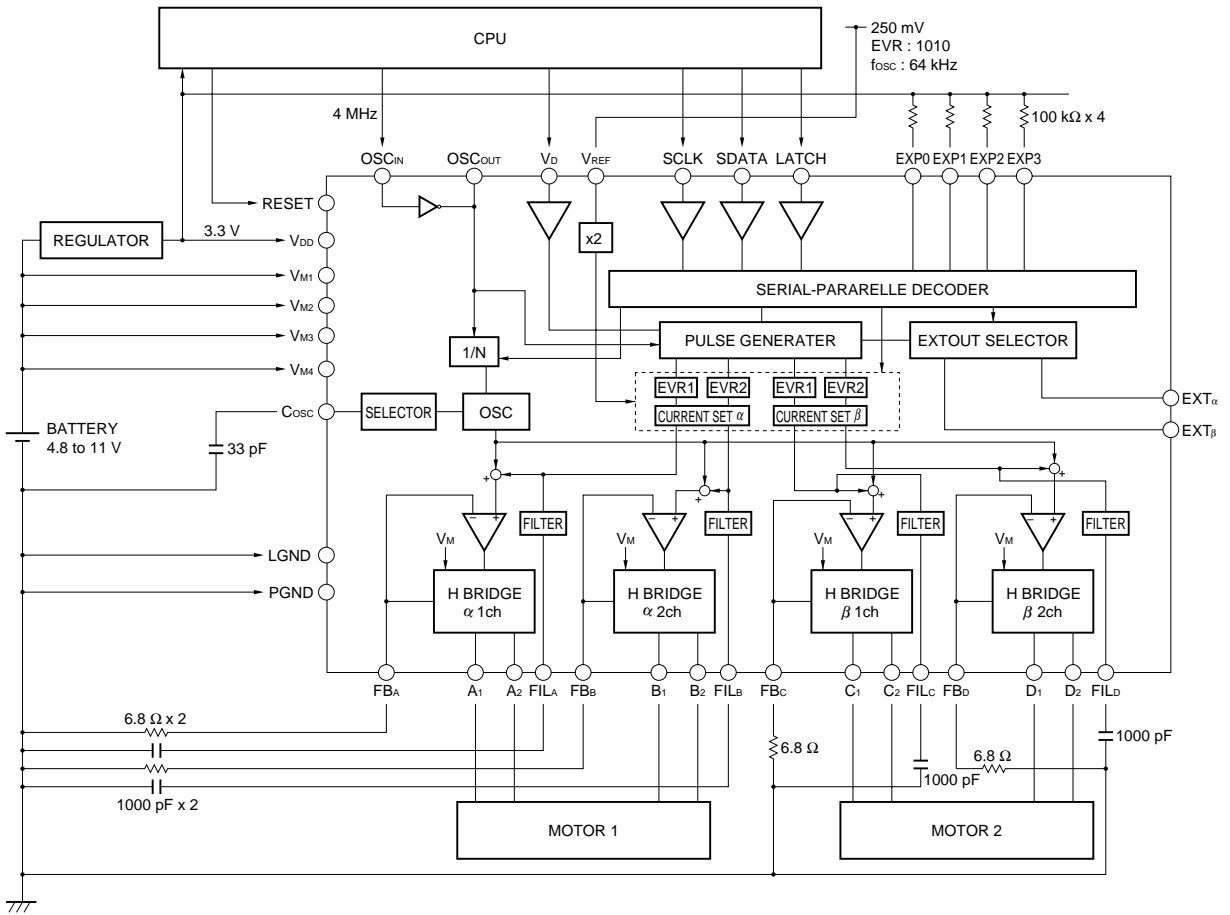 CPU
250 mV
EVR : 1010
fOSC : 64 kHz
4 MHz
100 kΩ x 4
OSCIN
OSCOUT
VD
VREF
SCLK
SDATA
LATCH
EXP0
EXP1
EXP2
EXP3
RESET
REGULATOR
3.3 V
VDD
x2
VM1
SERIAL-PARARELLE DECODER
VM2
VM3
PULSE GENERATER
EXTOUT SELECTOR
1/N
VM4
EVR1
EVR2
EVR1
EVR2
EXTα
COSC
SELECTOR
OSC
CURRENT SET α
CURRENT SET β
EXTβ
BATTERY
4.8 to 11 V
33 pF
+
+
+
+
− +
FILTER
− +
FILTER
− +
FILTER
− +
FILTER
LGND
VM
VM
VM
VM
PGND
H BRIDGE
α 1ch
H BRIDGE
α 2ch
H BRIDGE
β 1ch
H BRIDGE
β 2ch
FBA
A1
A2
FILA
FBB
B1
B2
FILB
FBC
C1
C2
FILC
FBD
D1
D2
FILD
6.8 Ω x 2
6.8 Ω
6.8 Ω
1000 pF
1000 pF
1000 pF x 2
MOTOR 1
MOTOR 2